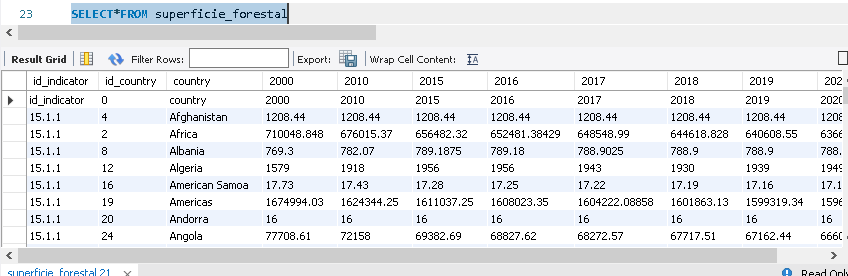 23 SELECT*FROM superficie_forestal
Result Grid Filter Rows: Export: Wrap Cell Content: IA
id_indicator id_country country 2000 2010 2015 2016 2017 2018 2019 202
id_indicator 0 country 2000 2010 2015 2016 2017 2018 2019 2020
15.1.1 4 Afghanistan 1208.44 1208.44 1208.44 1208.44 1208.44 1208.44 1208.44 1208.
15.1.1 2 Africa 710048.848 676015.37 656482.32 652481.38429 648548.99 644618.828 640608.55 6366
15.1.1 8 Albania 769.3 782.07 789.1875 789.18 788.9025 788.9 788.9 788.
15.1.1 12 Algeria 1579 1918 1956 1956 1943 1930 1939 1949
15.1.1 16 American Samoa 17.73 17.43 17.28 17.25 17.22 17.19 17.16 17.1
15.1.1 19 Americas 1674994.03 1624344.25 1611037.25 1608023.35 1604222.08858 1601863.13 1599319.34 1596
15.1.1 20 Andorra 16 16 16 16 16 16 16 16
15.1.1 24 Angola 77708.61 72158 69382.69 68827.62 68272.57 67717.51 67162.44 6660
superficie_forestal 21 Read Only